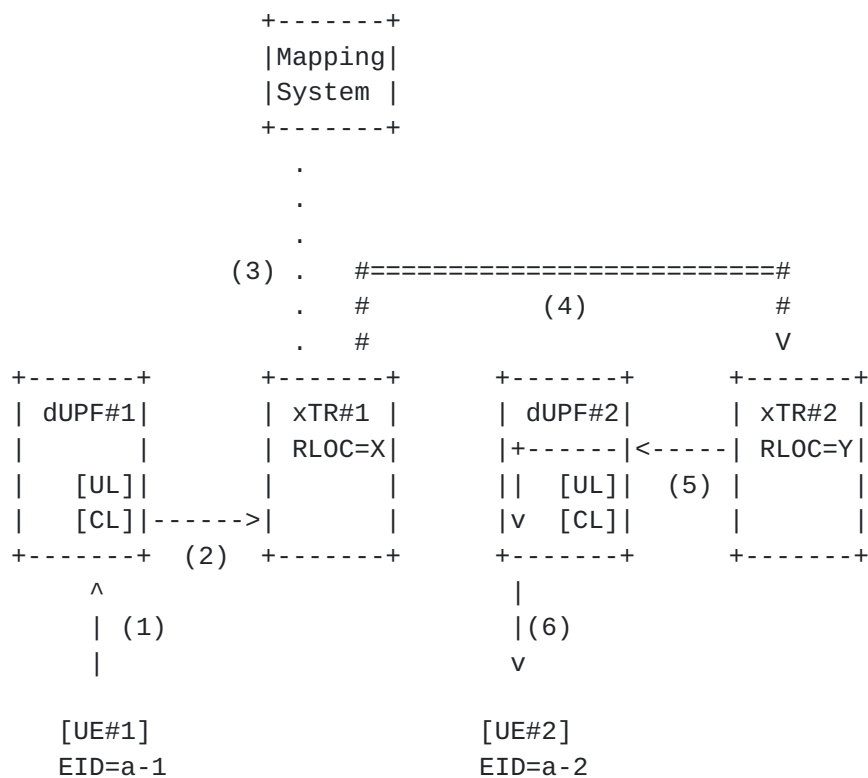 +-------+
|Mapping|
|System |
+-------+
.
.
.
(3) .   #==========================#
.   #           (4)            #
.   #                          V
+-------+       +-------+      +-------+      +-------+
| dUPF#1|       | xTR#1 |      | dUPF#2|      | xTR#2 |
|       |       | RLOC=X|      |+------|<-----| RLOC=Y|
|   [UL]|       |       |      ||  [UL]|  (5) |       |
|   [CL]|------>|       |      |v  [CL]|      |       |
+-------+  (2)  +-------+      +-------+      +-------+
^                          |
| (1)                      |(6)
|                          v
[UE#1]                     [UE#2]
EID=a-1                    EID=a-2